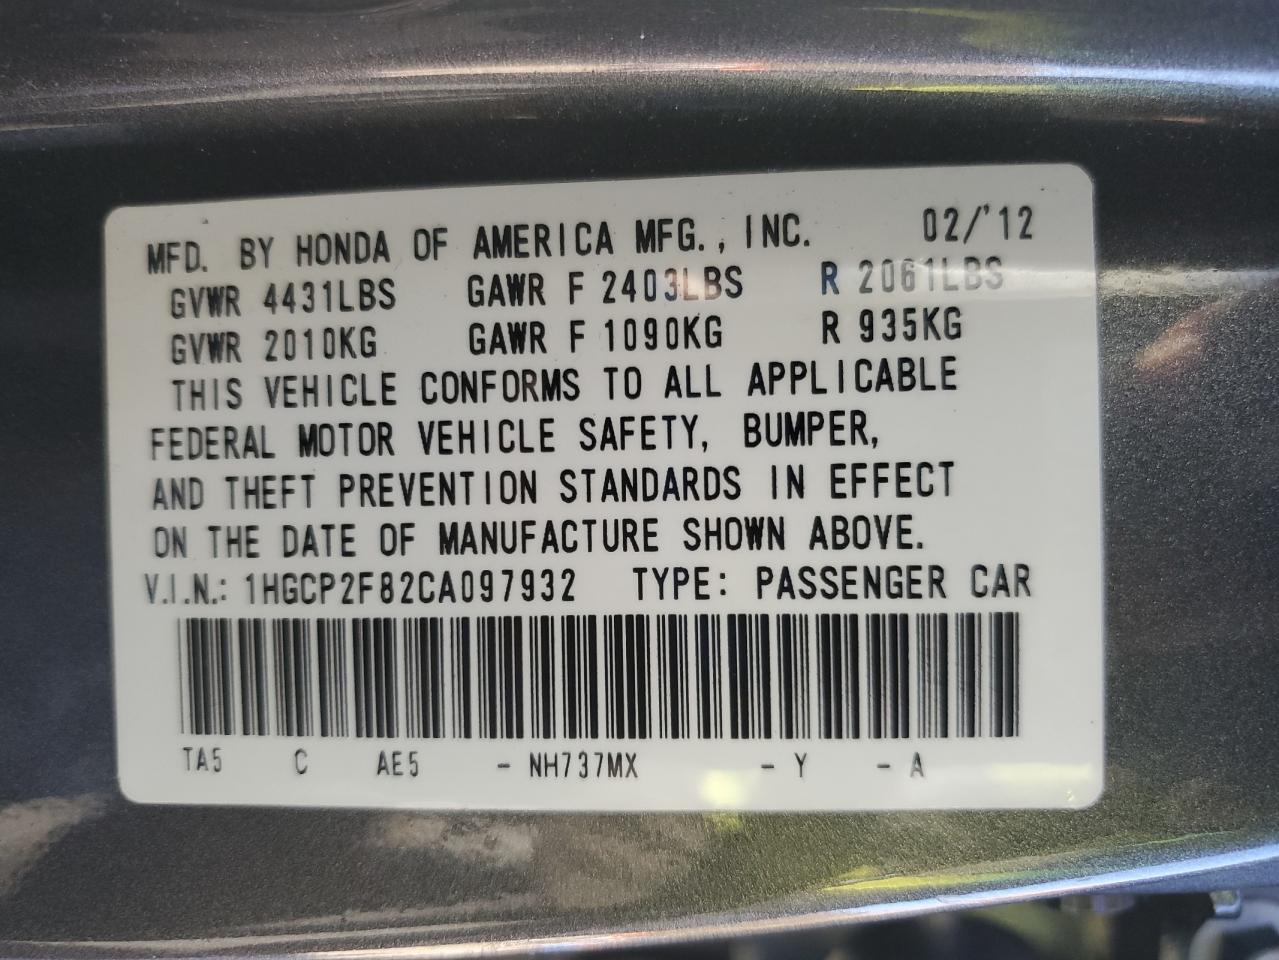 MFD. BY HONDA OF AMERICA MFG., INC. 02/'12
GVWR 4431LBS GAWR F 2403LBS R 2061LBS
GVWR 2010KG GAWR F 1090KG R 935KG
THIS VEHICLE CONFORMS TO ALL APPLICABLE
FEDERAL MOTOR VEHICLE SAFETY, BUMPER,
AND THEFT PREVENTION STANDARDS IN EFFECT
ON THE DATE OF MANUFACTURE SHOWN ABOVE.
V.I.N.: 1HGCP2F82CA097932 TYPE: PASSENGER CAR
TA5 C AE5 - NH737MX - Y - A